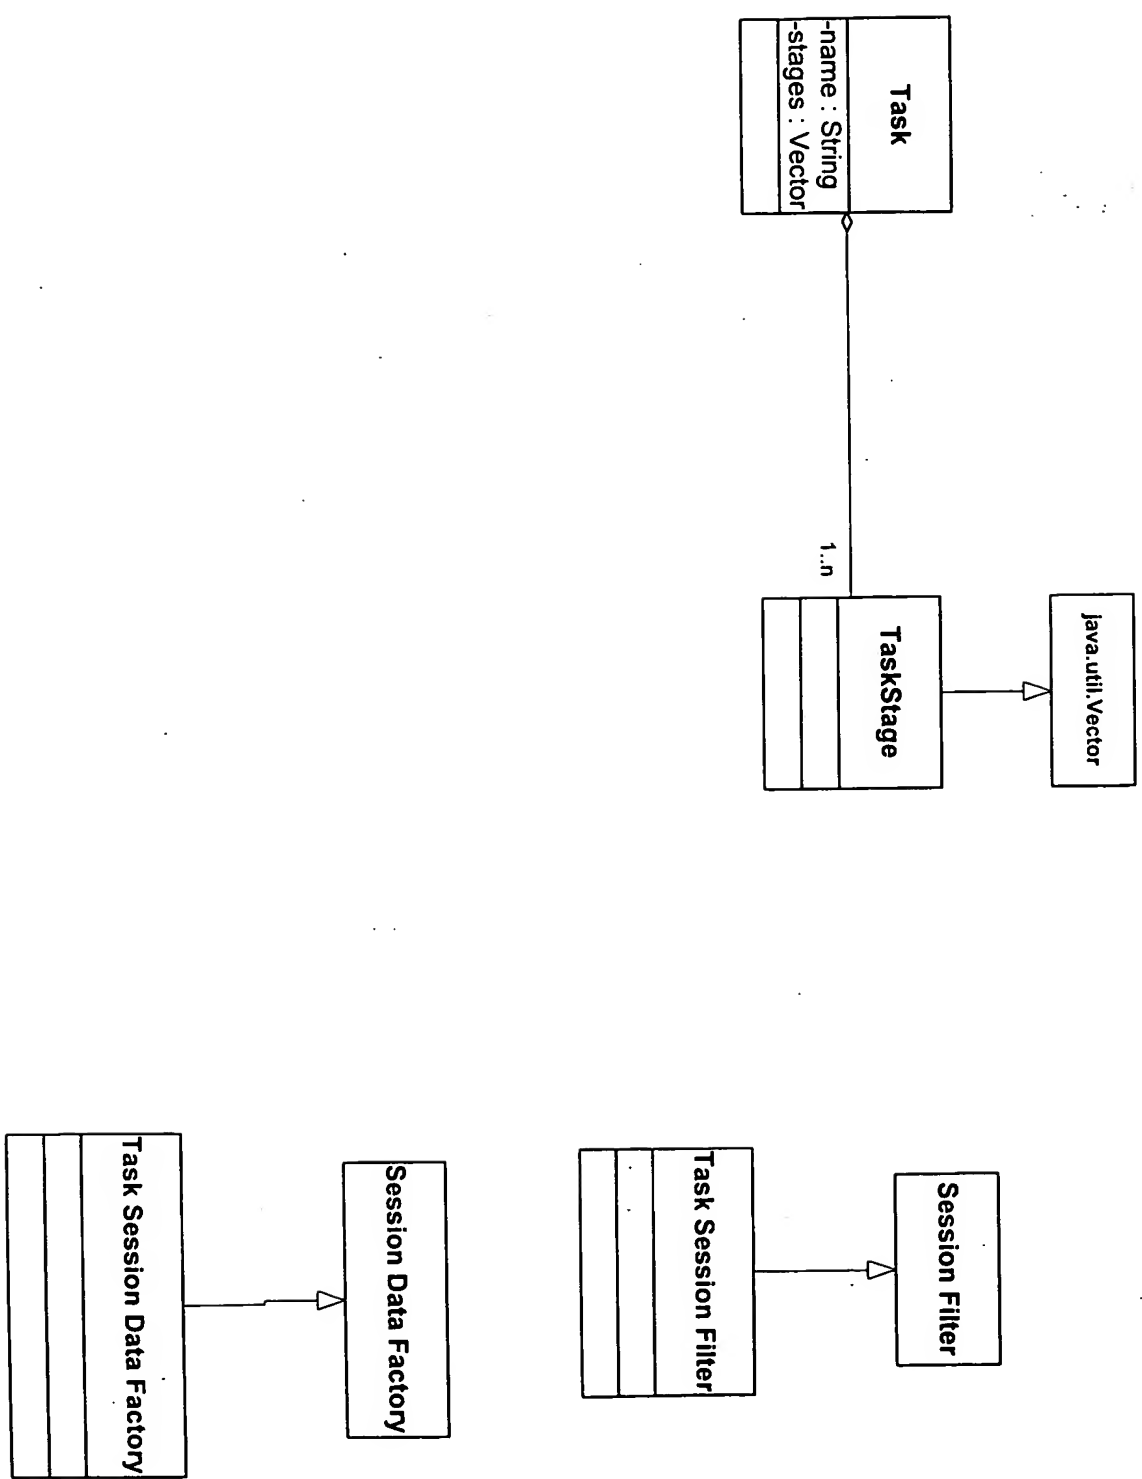 java.util.Vector
Task
-name : String
-stages : Vector
1..n
TaskStage
Session Filter
Task Session Filter
Session Data Factory
Task Session Data Factory